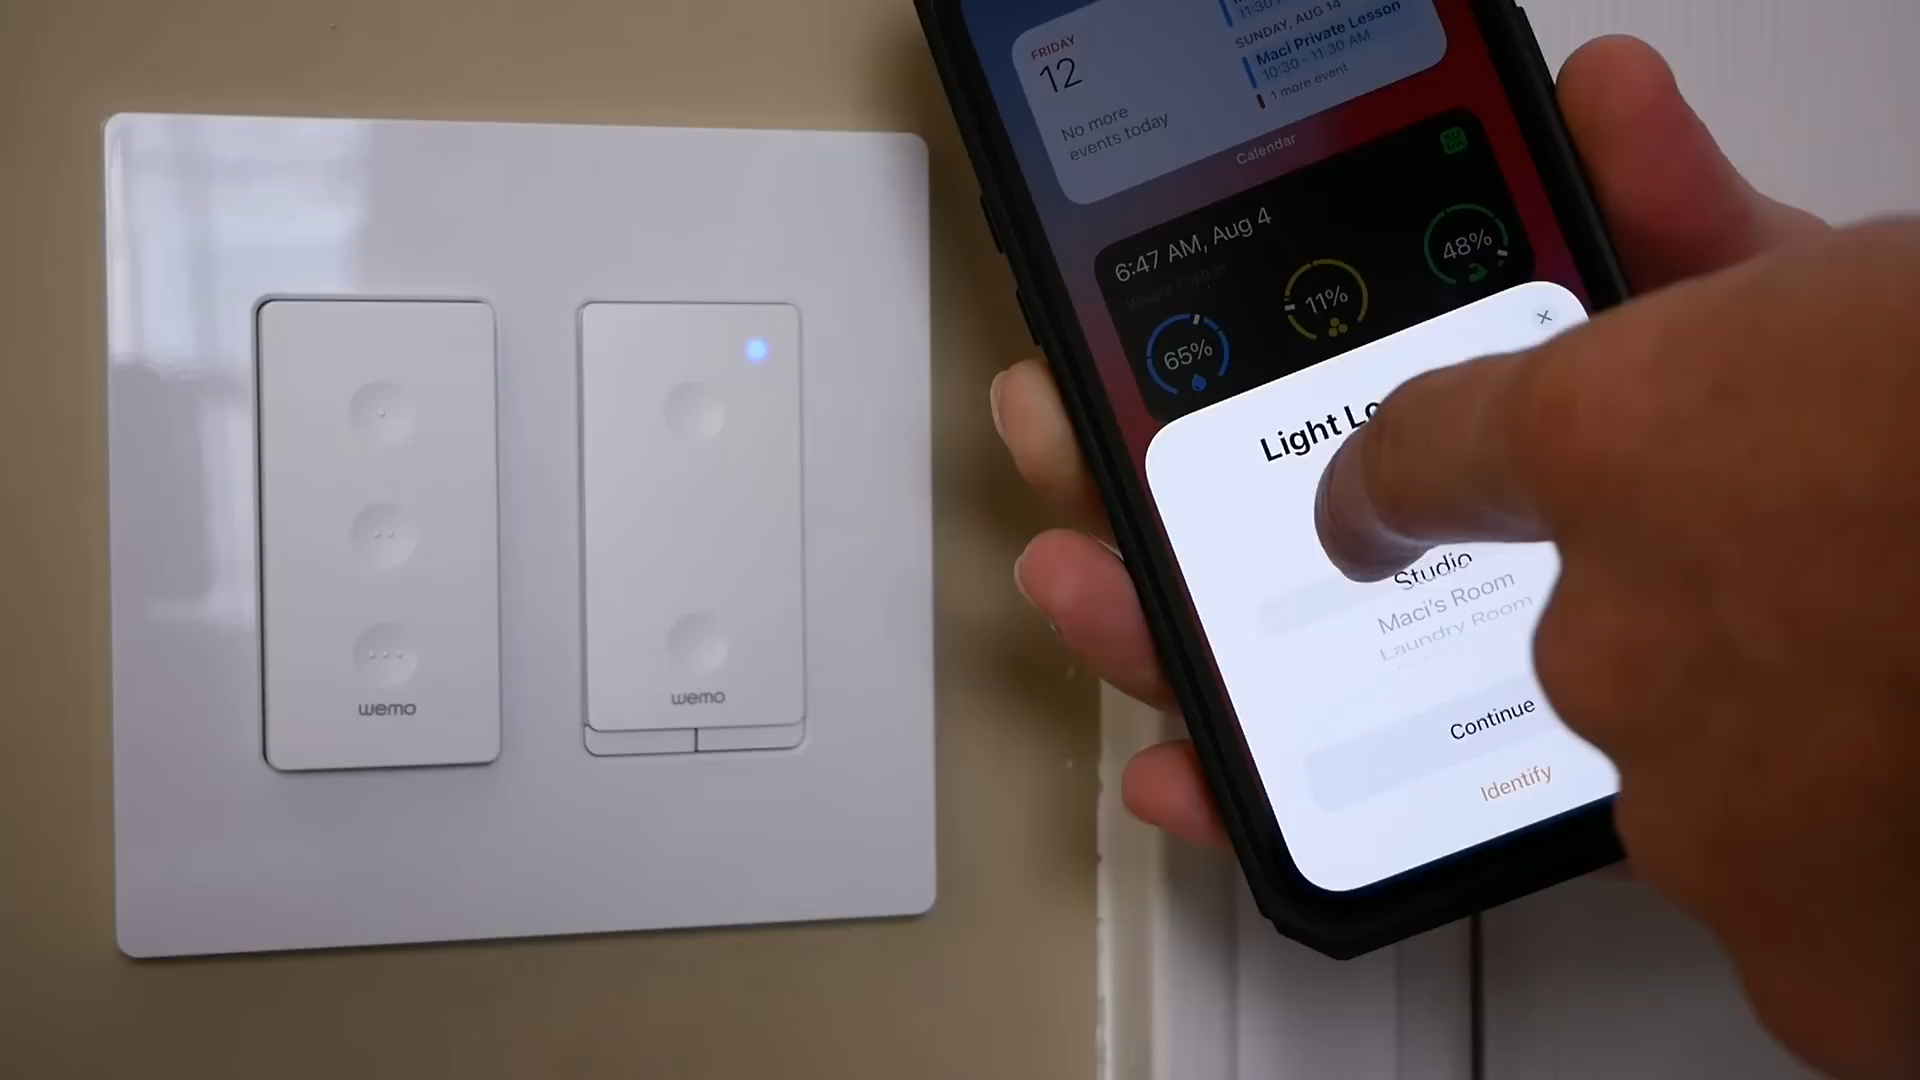 FRIDAY
12
No more
events today
11:30
SUNDAY, AUG 14
Maci Private Lesson
10:30 - 11:30 AM
1 more event
Calendar
6:47 AM, Aug 4
65%
11%
48%
Light
Studio
Maci's Room
Laundry Room
Continue
Identify
wemo
wemo